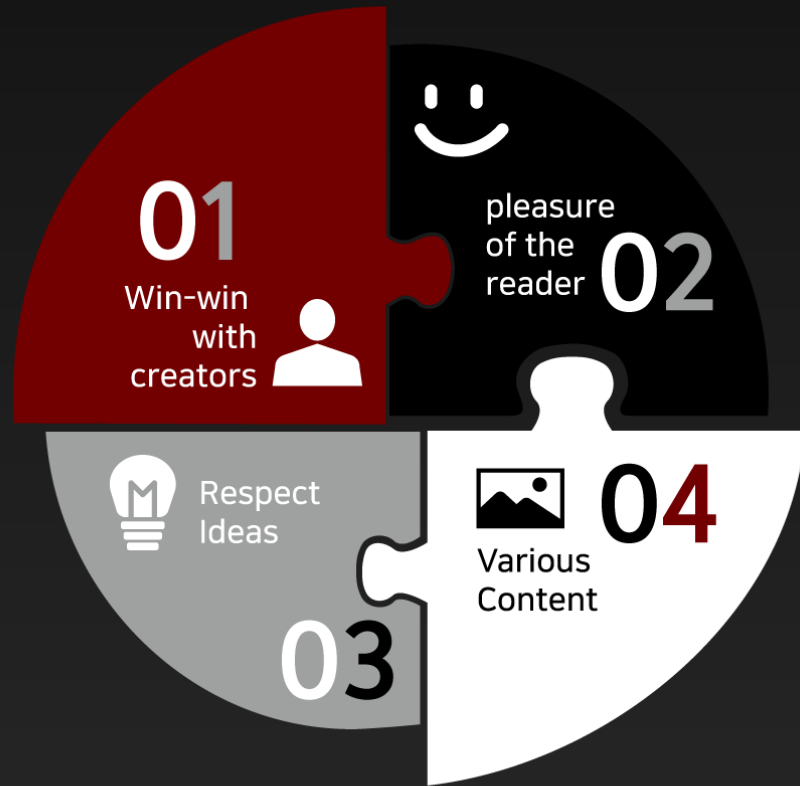 01
Win-win
with
creators
pleasure
of the
reader
02
Respect
Ideas
03
04
Various
Content